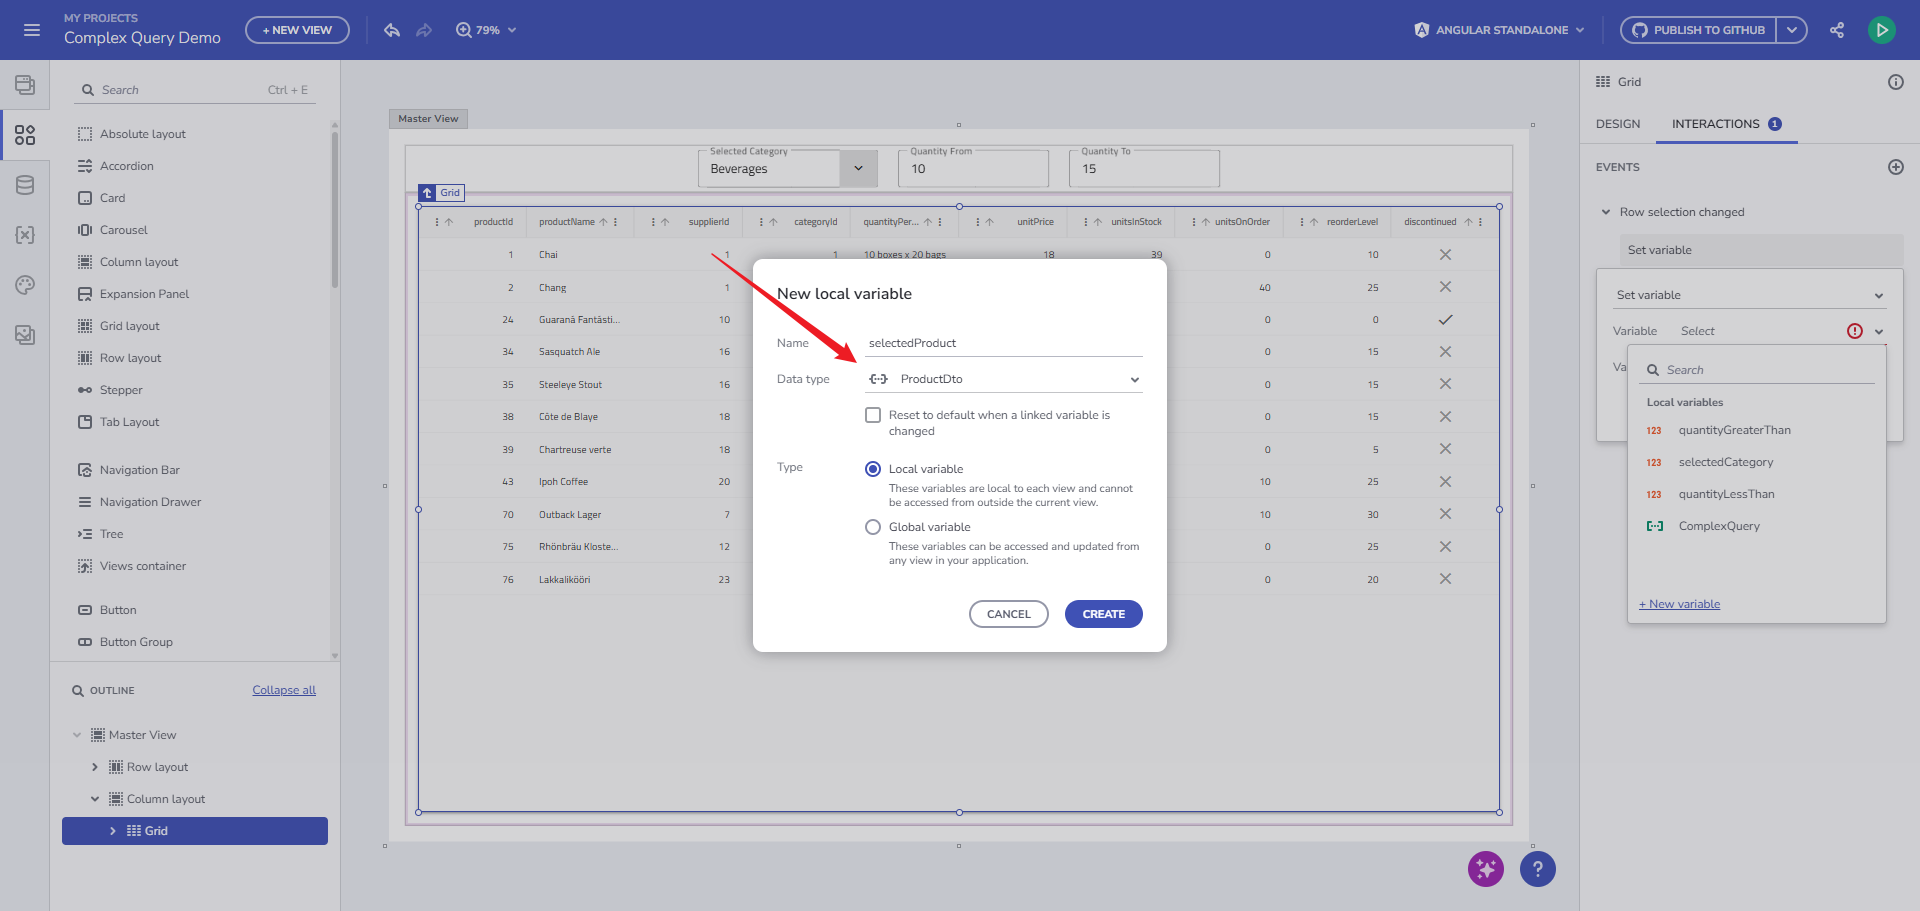 MY PROJECTS
Complex Query Demo
+ NEW VIEW
79%
ANGULAR STANDALONE
PUBLISH TO GITHUB
Search
Ctrl + E
Absolute layout
Accordion
Card
Carousel
Column layout
Expansion Panel
Grid layout
Row layout
Stepper
Tab Layout
Navigation Bar
Navigation Drawer
Tree
Views container
Button
Button Group
OUTLINE
Collapse all
Master View
Row layout
Column layout
Grid
Master View
Selected Category
Beverages
Quantity From
10
Quantity To
15
Grid
productId productName supplierId categoryId quantityPer... unitPrice unitsInStock unitsOnOrder reorderLevel discontinued
1 Chai 1 1 10 boxes x 20 bags 18 39 0 10
2 Chang 1 40 25
24 Guaraná Fantásti... 10 0 0
34 Sasquatch Ale 16 0 15
35 Steeleye Stout 16 0 15
38 Côte de Blaye 18 0 15
39 Chartreuse verte 18 0 5
43 Ipoh Coffee 20 10 25
70 Outback Lager 7 10 30
75 Rhönbräu Kloste... 12 0 25
76 Lakkalikööri 23 0 20
New local variable
Name selectedProduct
Data type ProductDto
Reset to default when a linked variable is
changed
Type
Local variable
These variables are local to each view and cannot
be accessed from outside the current view.
Global variable
These variables can be accessed and updated from
any view in your application.
CANCEL
CREATE
Grid
DESIGN
INTERACTIONS 1
EVENTS
Row selection changed
Set variable
Set variable
Variable Select
Va
Search
Local variables
123 quantityGreaterThan
123 selectedCategory
123 quantityLessThan
ComplexQuery
+ New variable
?